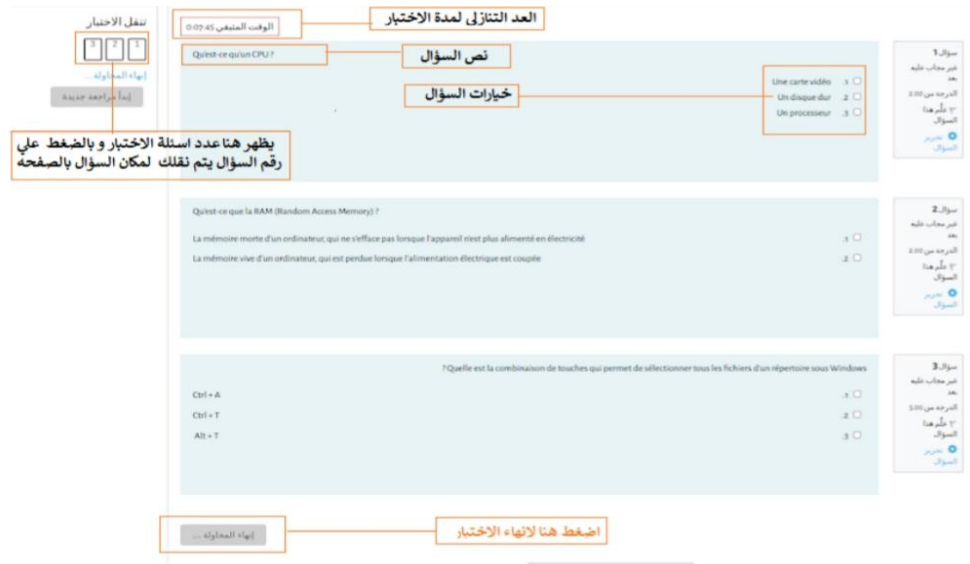 العد التنازلى لمدة الاختبار
الوقت المتبقي 0:07:45
تنقل الاختبار
1 2 3
إنهاء المحاولة ...
إبدأ مراجعة جديدة
يظهر هنا عدد اسئلة الاختبار و بالضغط علي
رقم السؤال يتم نقلك لمكان السؤال بالصفحه
سؤال 1
غير مجاب عليه
بعد
الدرجة من 2.00
علّم هذا
السؤال
تحرير
السؤال
Qu'est-ce qu'un CPU ?
نص السؤال
خيارات السؤال
Une carte vidéo .1
Un disque dur .2
Un processeur .3
سؤال 2
غير مجاب عليه
بعد
الدرجة من 2.00
علّم هذا
السؤال
تحرير
السؤال
Qu'est-ce que la RAM (Random Access Memory) ?
La mémoire morte d'un ordinateur, qui ne s'efface pas lorsque l'appareil n'est plus alimenté en électricité .1
La mémoire vive d'un ordinateur, qui est perdue lorsque l'alimentation électrique est coupée .2
سؤال 3
غير مجاب عليه
بعد
الدرجة من
علّم هذا
السؤال
تحرير
السؤال
?Quelle est la combinaison de touches qui permet de sélectionner tous les fichiers d'un répertoire sous Windows
Ctrl + A .1
Ctrl + T .2
Alt + T .3
إنهاء المحاولة ...
اضغط هنا لانهاء الاختبار